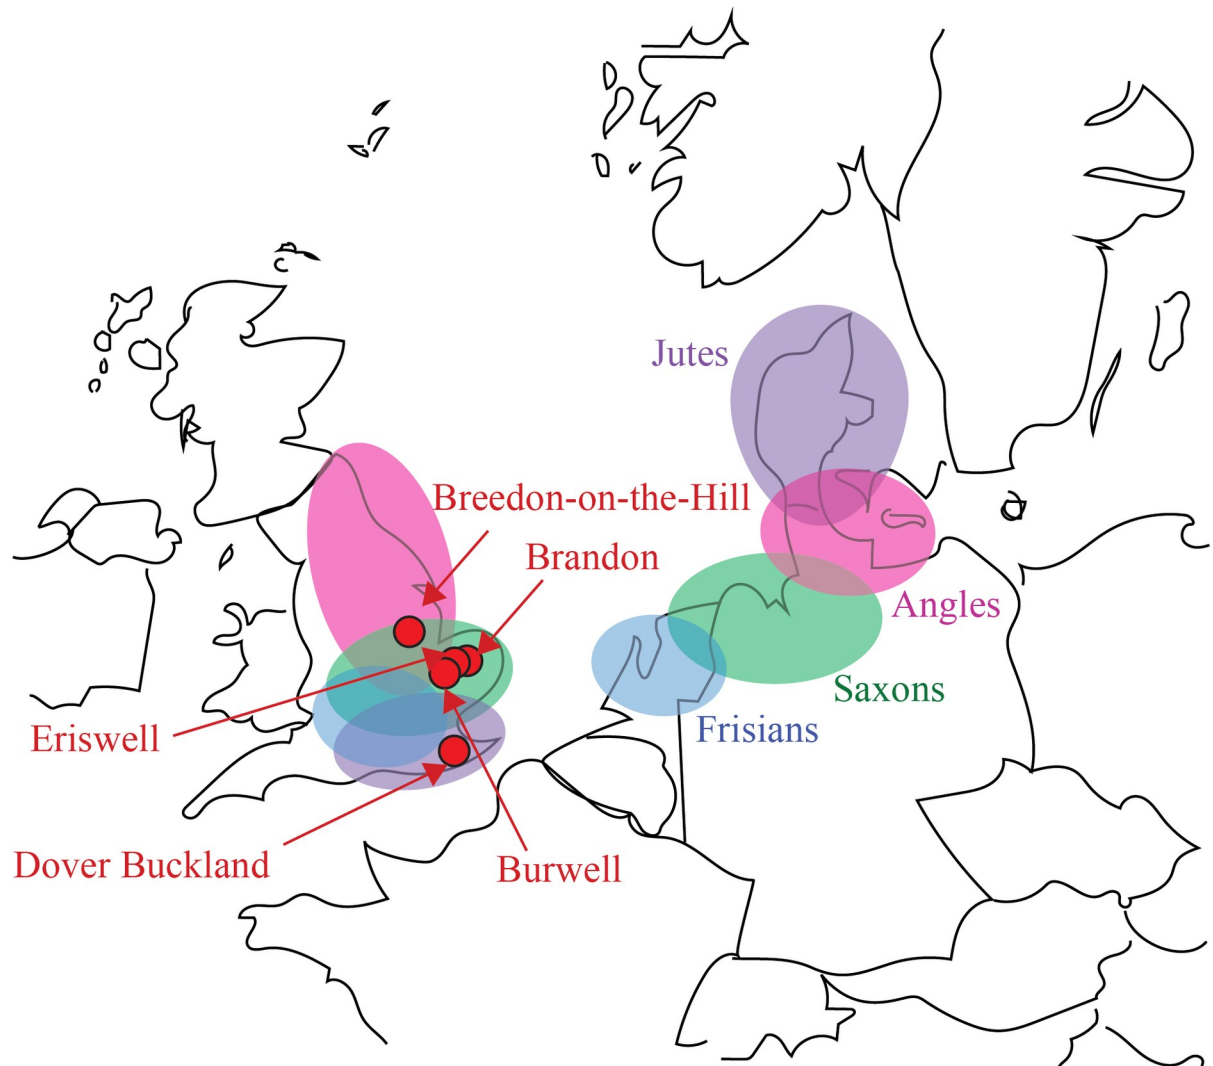 Jutes
Breedon-on-the-Hill
Brandon
Angles
Saxons
Eriswell
Frisians
Dover Buckland
Burwell